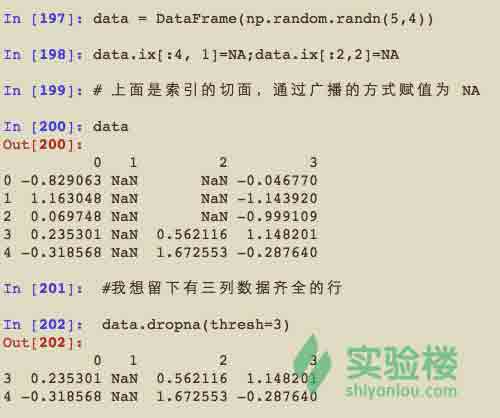 In [197]: data = DataFrame(np.random.randn(5,4))
In [198]: data.ix[:4, 1]=NA;data.ix[:2,2]=NA
In [199]: # 上面是索引的切面，通过广播的方式赋值为 NA
In [200]: data
Out[200]:
0 1 2 3
0 -0.829063 NaN NaN -0.046770
1 1.163048 NaN NaN -1.143920
2 0.069748 NaN NaN -0.999109
3 0.235301 NaN 0.562116 1.148201
4 -0.318568 NaN 1.672553 -0.287640
In [201]: #我想留下有三列数据齐全的行
In [202]: data.dropna(thresh=3)
Out[202]:
0 1 2 3
3 0.235301 NaN 0.562116 1.148201
4 -0.318568 NaN 1.672553 -0.287640
实验楼
shiyanlou.com